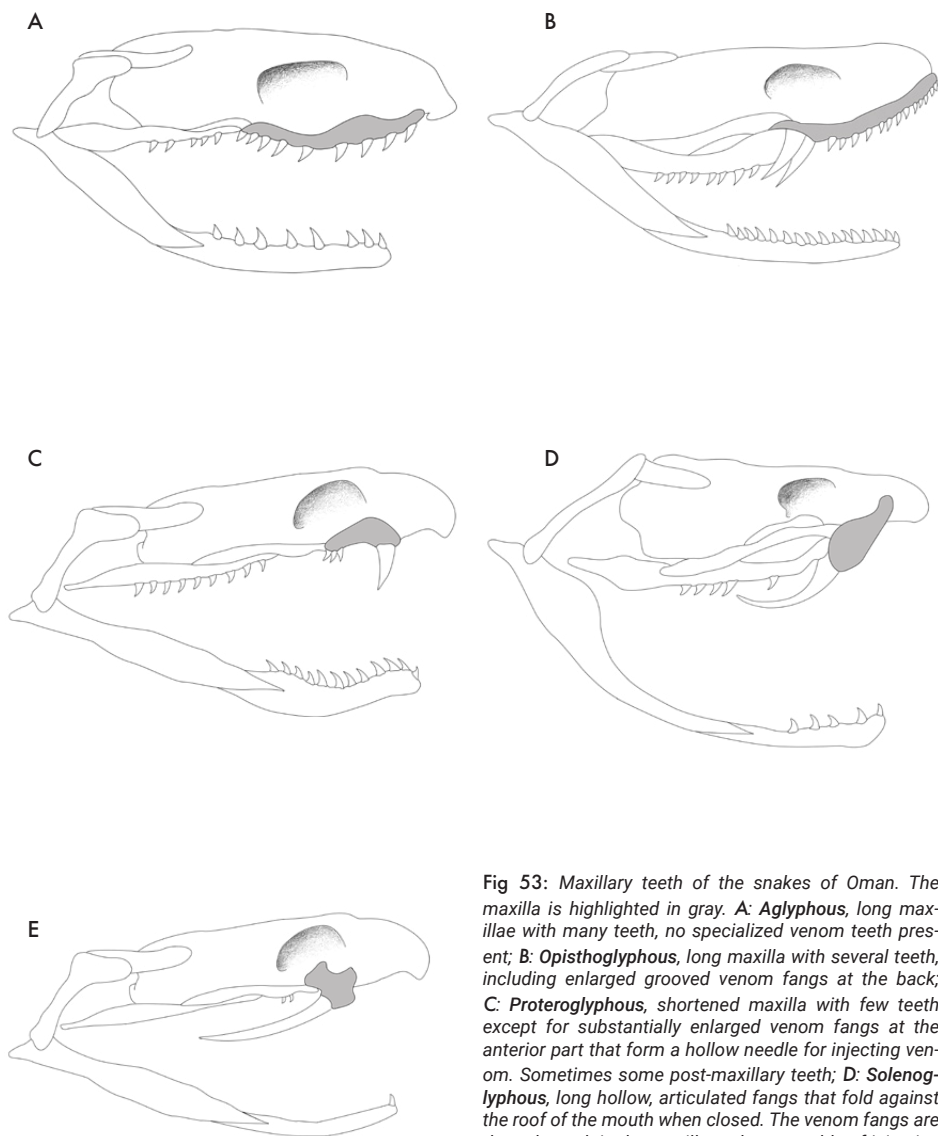 A
B
C
D
E
Fig 53: Maxillary teeth of the snakes of Oman. The
maxilla is highlighted in gray. A: Aglyphous, long max-
illae with many teeth, no specialized venom teeth pres-
ent; B: Opisthoglyphous, long maxilla with several teeth,
including enlarged grooved venom fangs at the back;
C: Proteroglyphous, shortened maxilla with few teeth
except for substantially enlarged venom fangs at the
anterior part that form a hollow needle for injecting ven-
om. Sometimes some post-maxillary teeth; D: Solenog-
lyphous, long hollow, articulated fangs that fold against
the roof of the mouth when closed. The venom fangs are